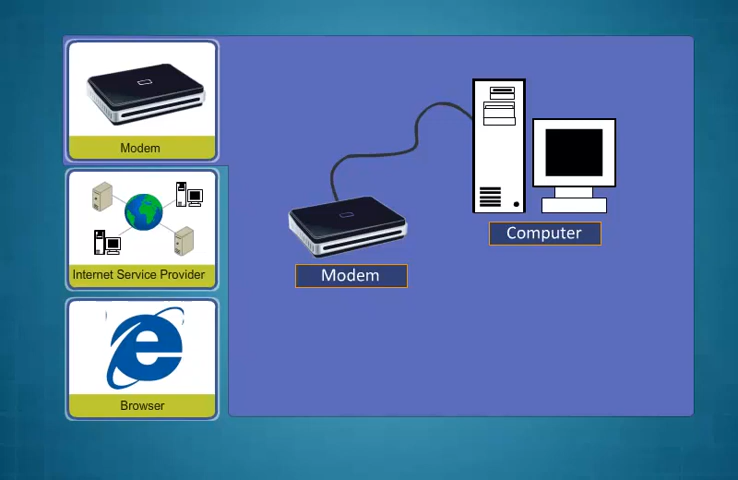 Modem
Internet Service Provider
Browser
Computer
Modem